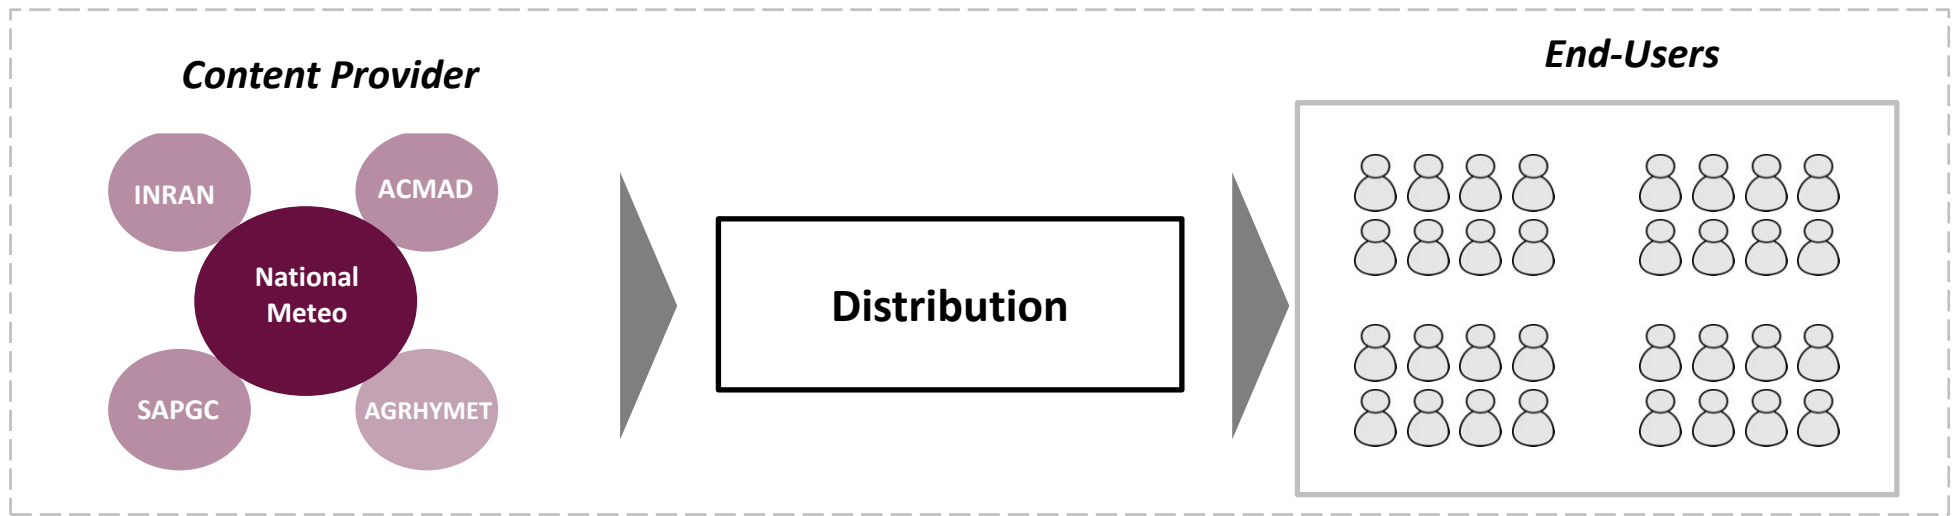 Content Provider
End-Users
INRAN
ACMAD
National
Meteo
SAPGC
AGRHYMET
Distribution